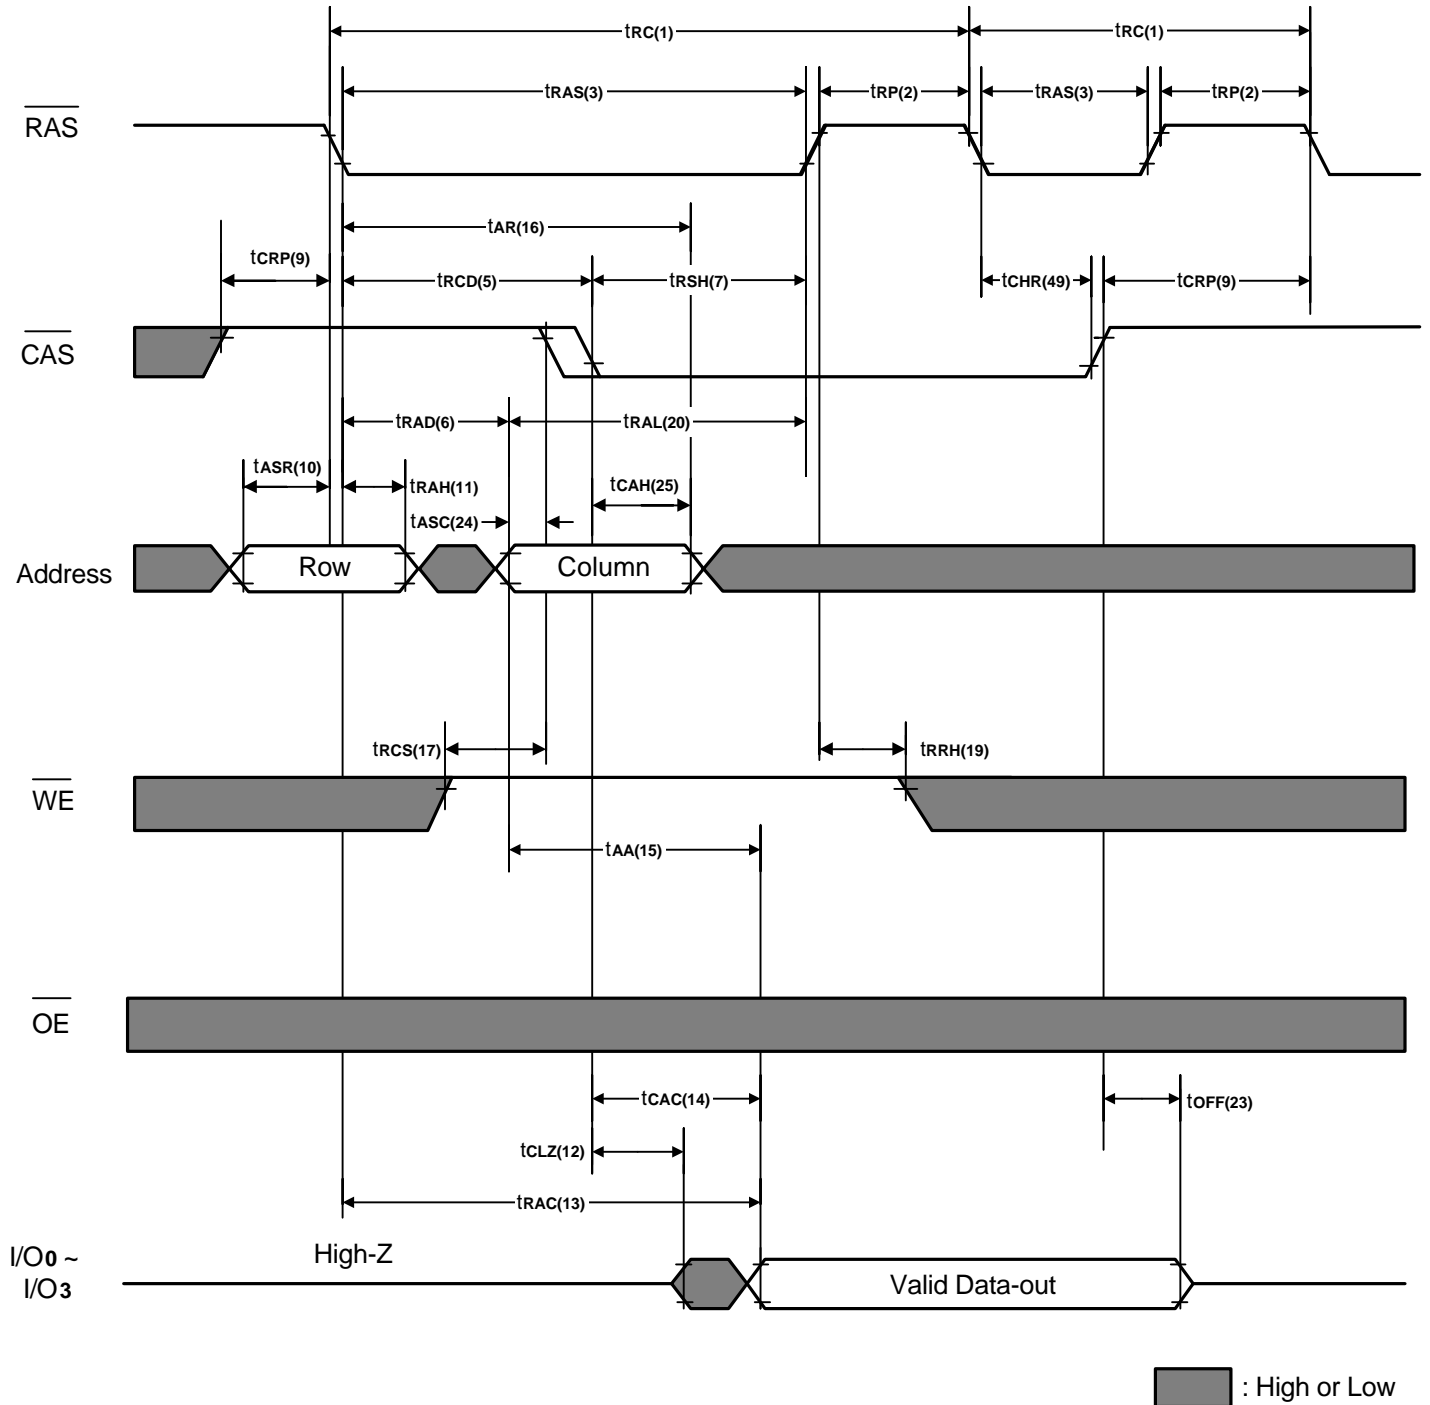 tRC(1) tRC(1)
tRAS(3) tRP(2) tRAS(3) tRP(2)
RAS
tAR(16)
tCRP(9) tRCD(5) tRSH(7) tCHR(49) tCRP(9)
CAS
tRAD(6) tRAL(20)
tASR(10) tRAH(11) tCAH(25)
tASC(24)
Address Row Column
tRCS(17) tRRH(19)
WE
tAA(15)
OE
tCAC(14) tOFF(23)
tCLZ(12)
tRAC(13)
I/O0 ~ High-Z
I/O3 Valid Data-out
: High or Low